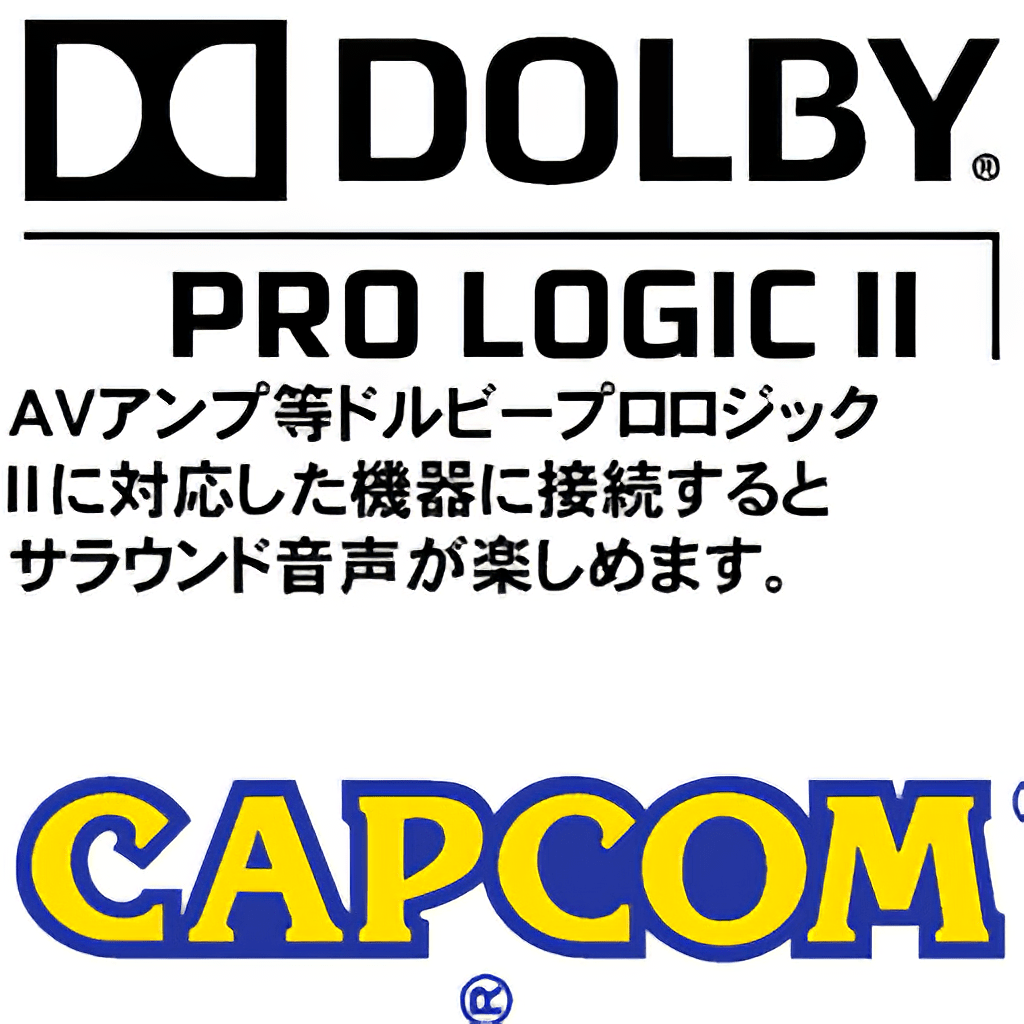 DOLBY®
PRO LOGIC II
AVアンプ等ドルビープロロジック
IIに対応した機器に接続すると
サラウンド音声が楽しめます。
CAPCOM
®